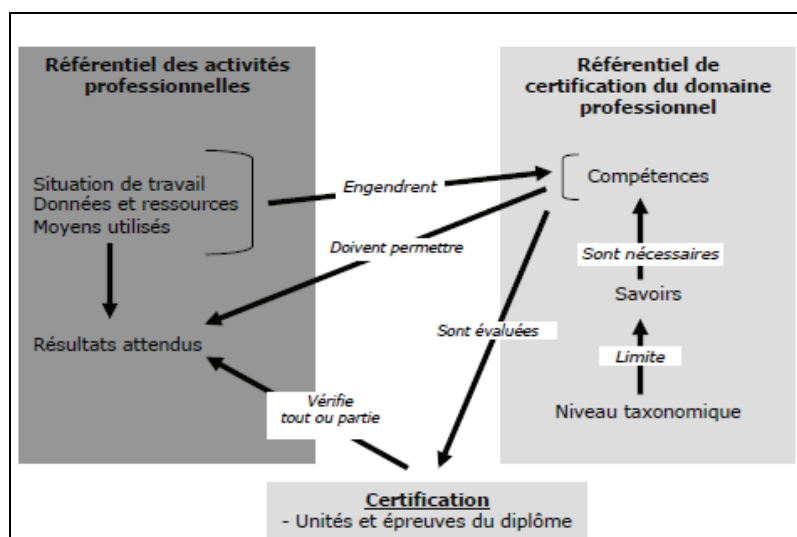 Référentiel des activités
professionnelles
Situation de travail
Données et ressources
Moyens utilisés
Résultats attendus
Engendrent
Doivent permettre
Sont évaluées
Vérifie
tout ou partie
Référentiel de
certification du domaine
professionnel
Compétences
Sont nécessaires
Savoirs
Limite
Niveau taxonomique
Certification
- Unités et épreuves du diplôme